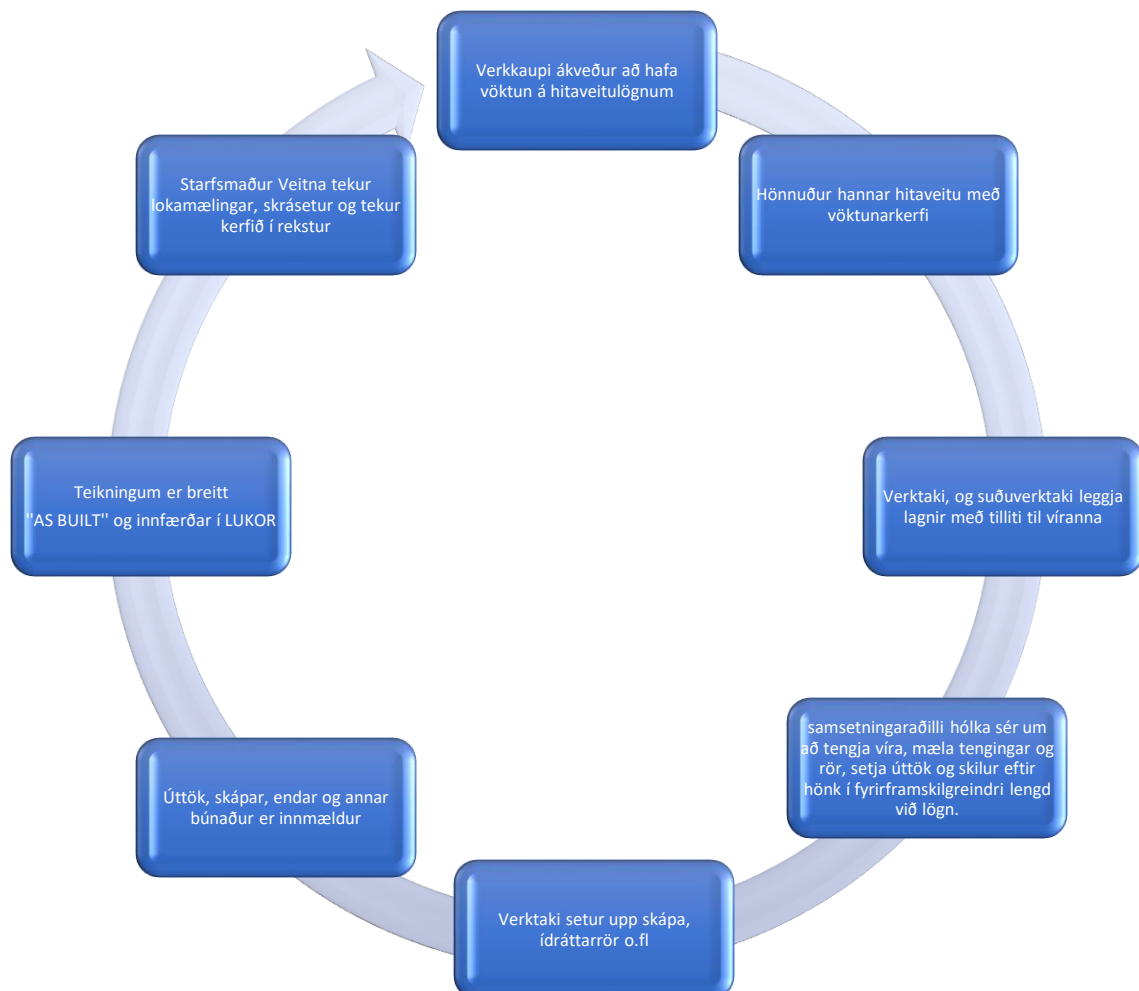 Verkkaupi ákveður að hafa
vöktun á hitaveitulögnum
Hönnuður hannar hitaveitu með
vöktunarkerfi
Verktaki, og suðuverktaki leggja
lagnir með tilliti til víranna
samsetningaraðilli hólka sér um
að tengja víra, mæla tengingar og
rör, setja úttök og skilur eftir
hönk í fyrirframskilgreindri lengd
við lögn.
Verktaki setur upp skápa,
ídráttarrör o.fl
Úttök, skápar, endar og annar
búnaður er innmældur
Teikningum er breitt
"AS BUILT" og innfærðar í LUKOR
Starfsmaður Veitna tekur
lokamælingar, skrásetur og tekur
kerfið í rekstur